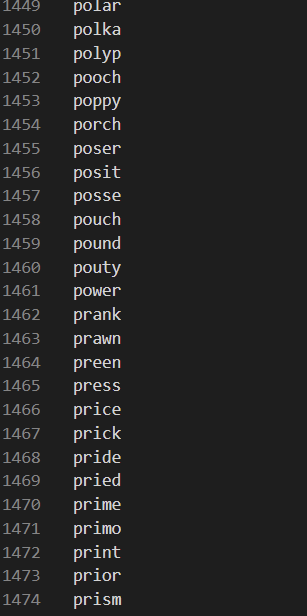 1449 polar
1450 polka
1451 polyp
1452 pooch
1453 poppy
1454 porch
1455 poser
1456 posit
1457 posse
1458 pouch
1459 pound
1460 pouty
1461 power
1462 prank
1463 prawn
1464 preen
1465 press
1466 price
1467 prick
1468 pride
1469 pried
1470 prime
1471 primo
1472 print
1473 prior
1474 prism